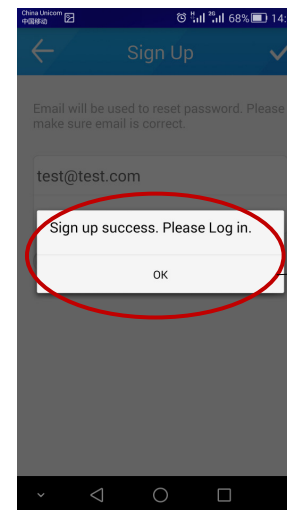 China Unicom
中国移动
H 2G 68% 14:
Sign Up
Email will be used to reset password. Please
make sure email is correct.
test@test.com
Sign up success. Please Log in.
OK